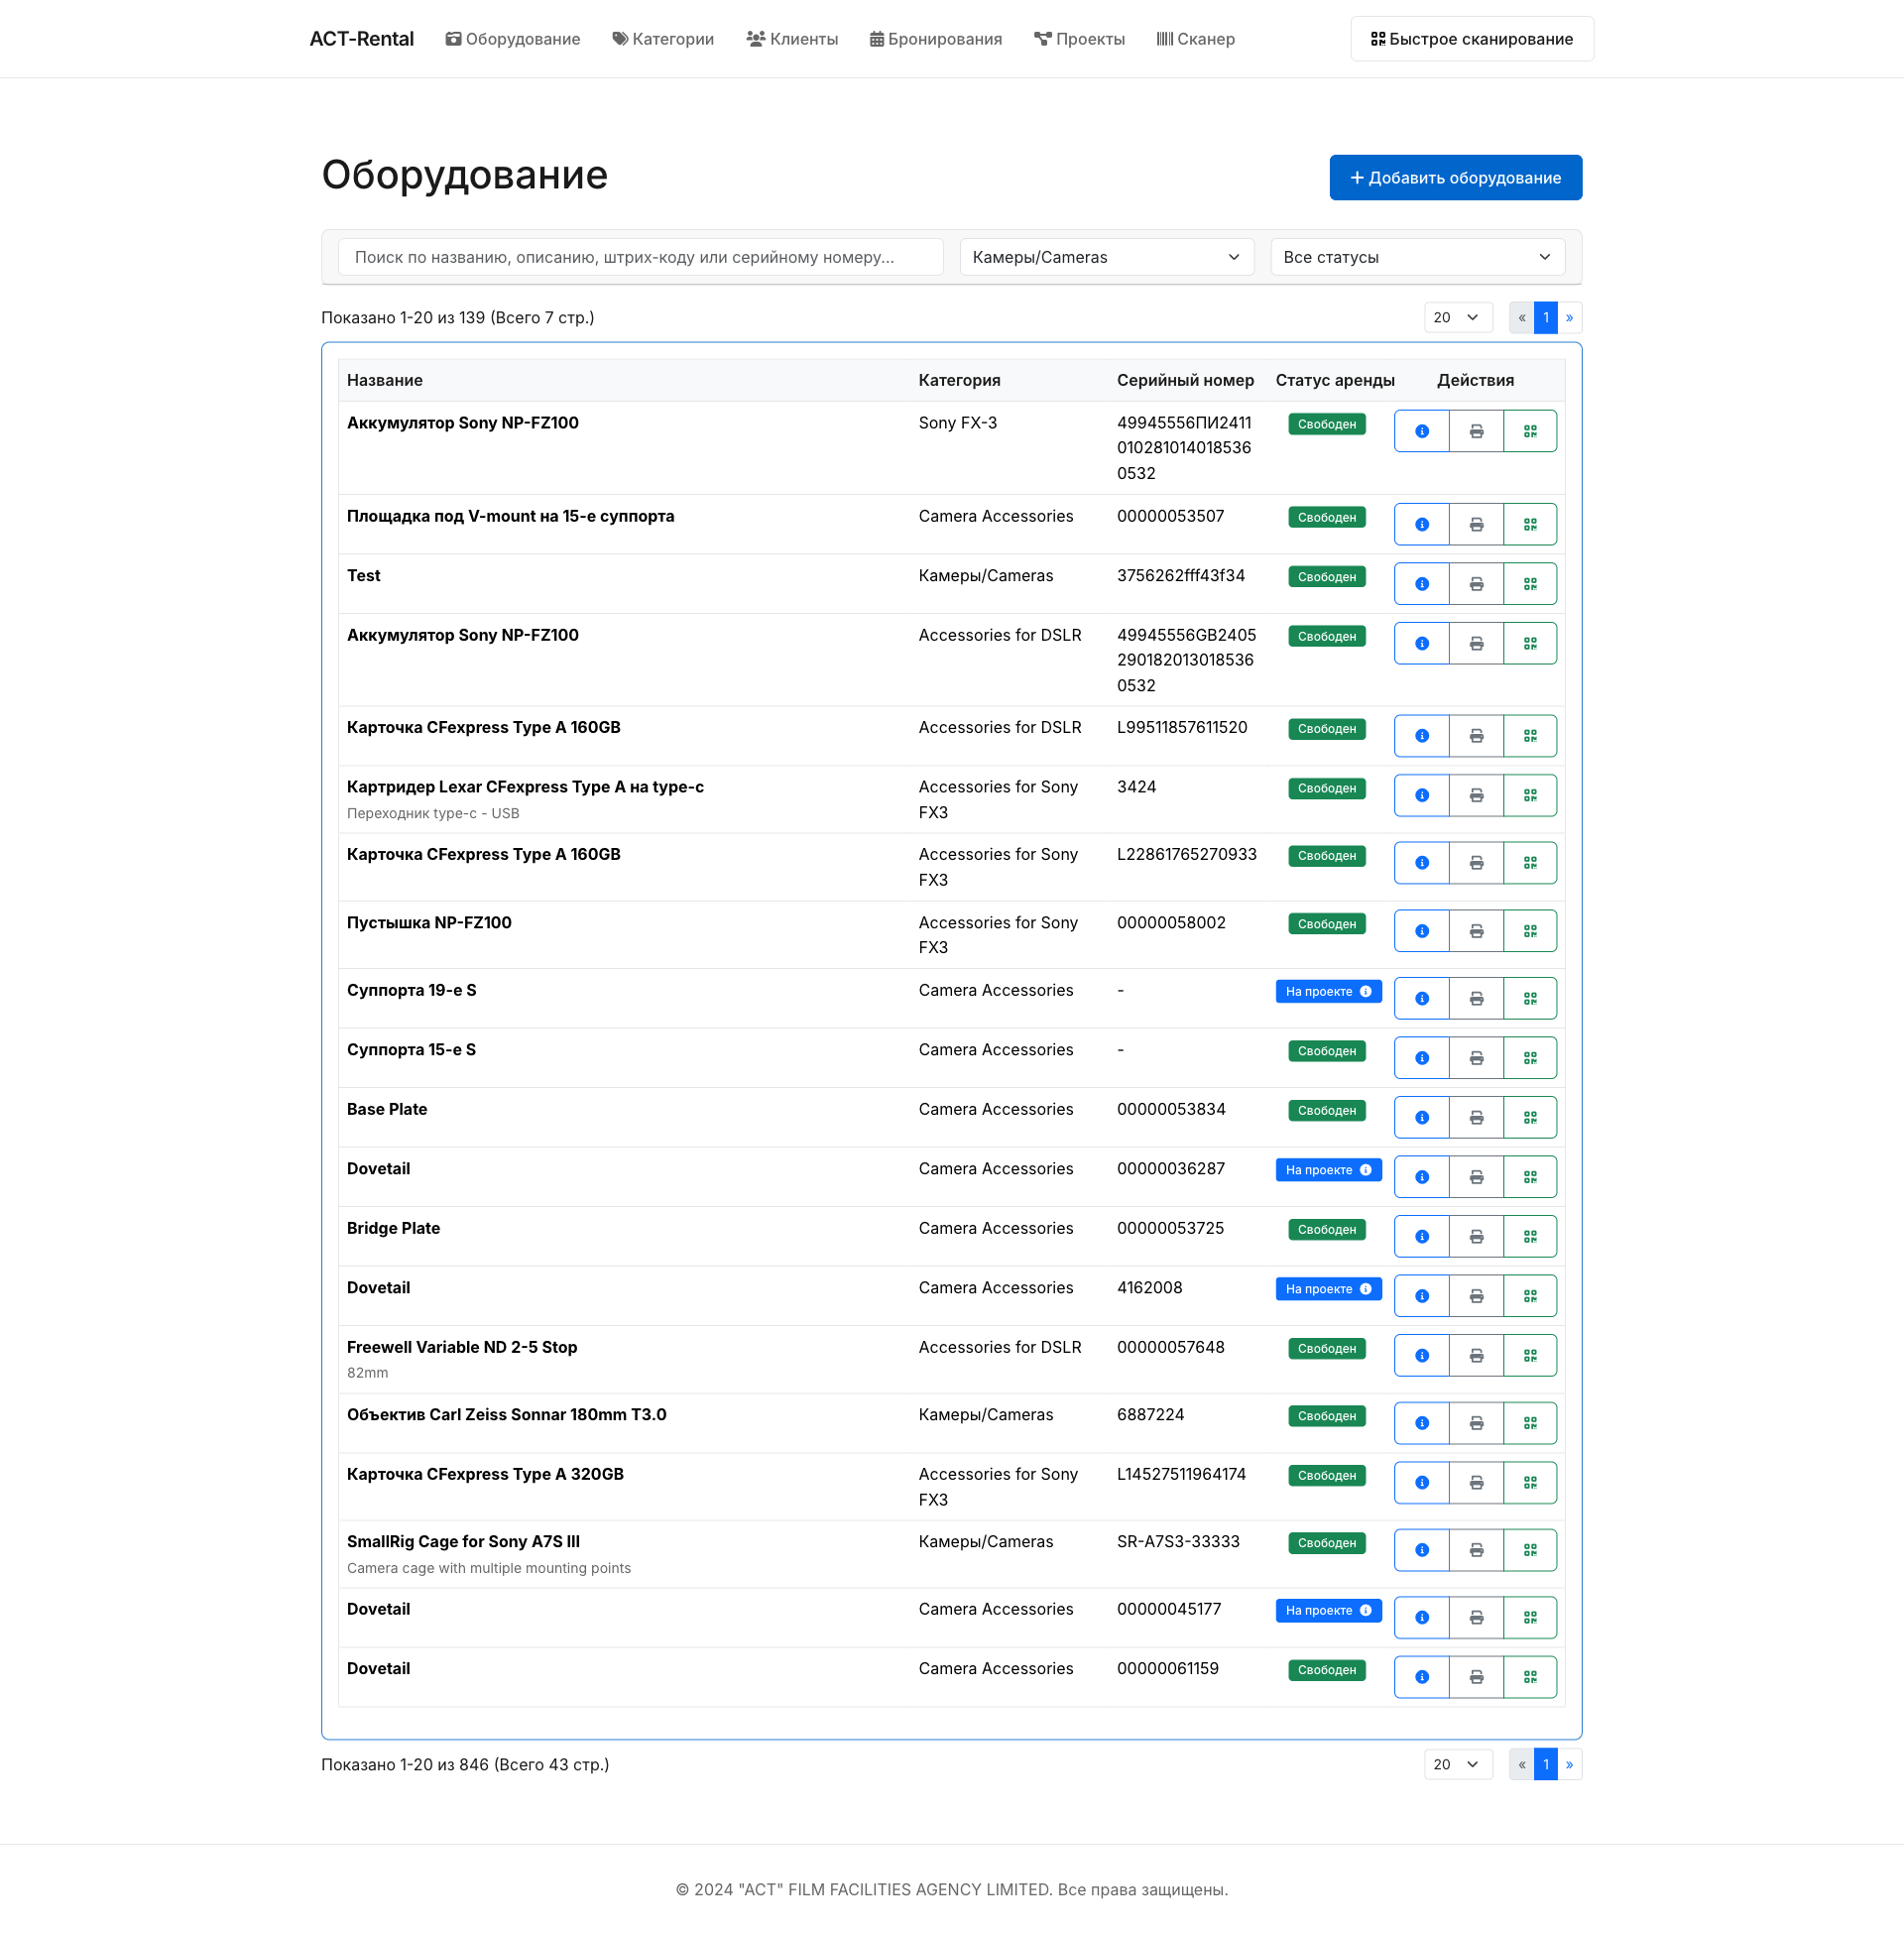 ACT-Rental Оборудование Категории Клиенты Бронирования Проекты Сканер Быстрое сканирование
Оборудование
+ Добавить оборудование
Поиск по названию, описанию, штрих-коду или серийному номеру... Камеры/Cameras Все статусы
Показано 1-20 из 139 (Всего 7 стр.) 20 « 1 »
Название Категория Серийный номер Статус аренды Действия
Аккумулятор Sony NP-FZ100 Sony FX-3 49945556ПИ2411 Свободен
010281014018536
0532
Площадка под V-mount на 15-е суппорта Camera Accessories 00000053507 Свободен
Test Камеры/Cameras 3756262fff43f34 Свободен
Аккумулятор Sony NP-FZ100 Accessories for DSLR 49945556GB2405 Свободен
290182013018536
0532
Карточка CFexpress Type A 160GB Accessories for DSLR L99511857611520 Свободен
Картридер Lexar CFexpress Type A на type-c Accessories for Sony 3424 Свободен
Переходник type-c - USB FX3
Карточка CFexpress Type A 160GB Accessories for Sony L22861765270933 Свободен
FX3
Пустышка NP-FZ100 Accessories for Sony 00000058002 Свободен
FX3
Суппорта 19-е S Camera Accessories - На проекте
Суппорта 15-е S Camera Accessories - Свободен
Base Plate Camera Accessories 00000053834 Свободен
Dovetail Camera Accessories 00000036287 На проекте
Bridge Plate Camera Accessories 00000053725 Свободен
Dovetail Camera Accessories 4162008 На проекте
Freewell Variable ND 2-5 Stop Accessories for DSLR 00000057648 Свободен
82mm
Объектив Carl Zeiss Sonnar 180mm T3.0 Камеры/Cameras 6887224 Свободен
Карточка CFexpress Type A 320GB Accessories for Sony L14527511964174 Свободен
FX3
SmallRig Cage for Sony A7S III Камеры/Cameras SR-A7S3-33333 Свободен
Camera cage with multiple mounting points
Dovetail Camera Accessories 00000045177 На проекте
Dovetail Camera Accessories 00000061159 Свободен
Показано 1-20 из 846 (Всего 43 стр.) 20 « 1 »
© 2024 "ACT" FILM FACILITIES AGENCY LIMITED. Все права защищены.